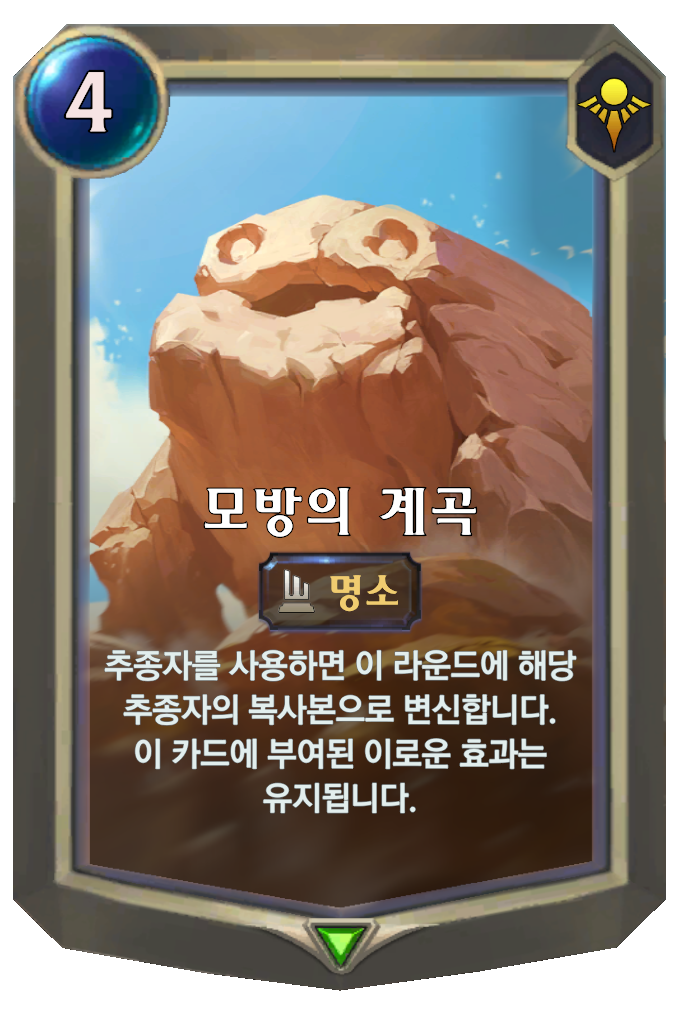 4
모방의 계곡
명소
추종자를 사용하면 이 라운드에 해당
추종자의 복사본으로 변신합니다.
이 카드에 부여된 이로운 효과는
유지됩니다.